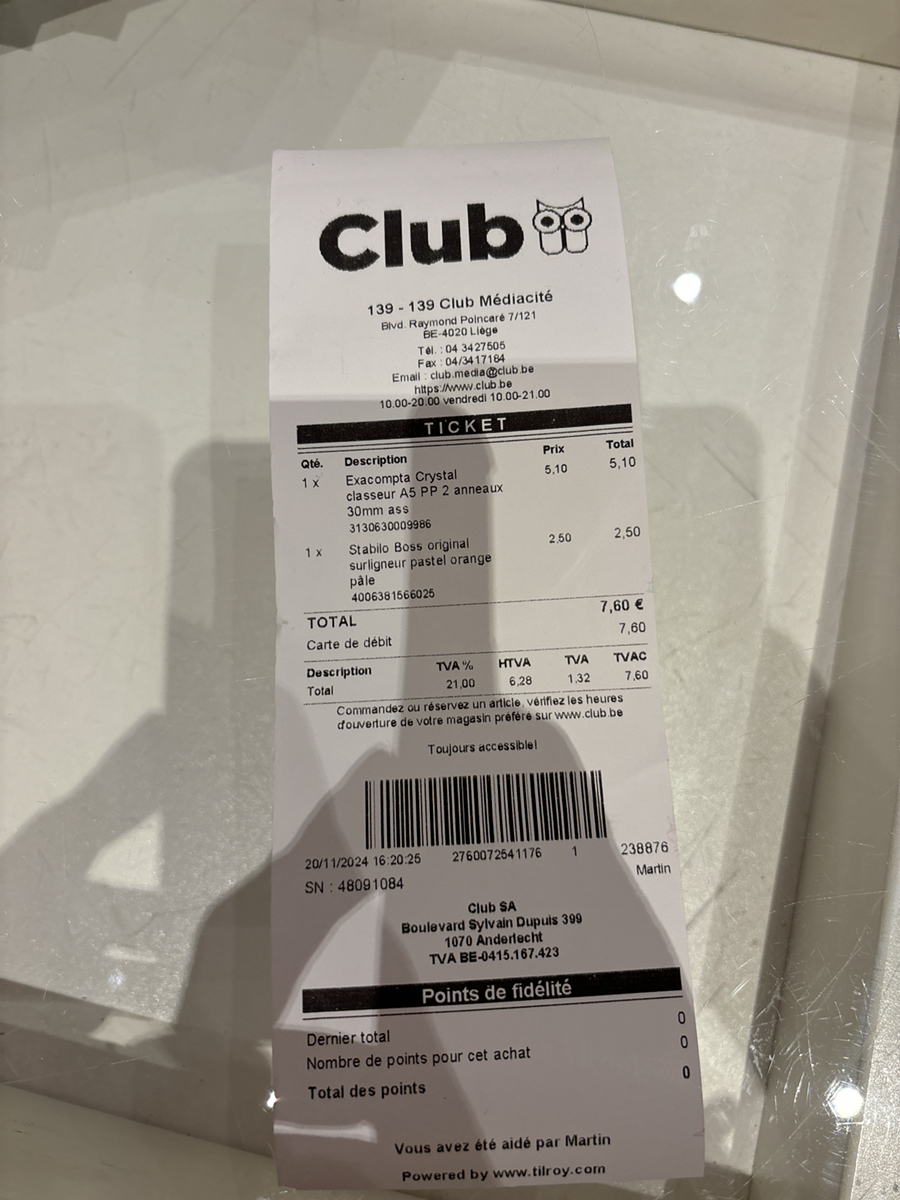 Club
139 - 139 Club Médiacité
Blvd. Raymond Poincaré 7/121
BE-4020 Liège
Tél. : 04 3427505
Fax : 04/3417184
Email : club.media@club.be
https://www.club.be
10.00-20.00 vendredi 10.00-21.00
TICKET
Qté. Description Prix Total
1 x Exacompta Crystal 5,10 5,10
classeur A5 PP 2 anneaux
30mm ass
3130630009986
1 x Stabilo Boss original 2,50 2,50
surligneur pastel orange
pâle
4006381566025
TOTAL 7,60 €
Carte de débit 7,60
Description TVA % HTVA TVA TVAC
Total 21,00 6,28 1,32 7,60
Commandez ou réservez un article, vérifiez les heures
d'ouverture de votre magasin préféré sur www.club.be
Toujours accessible!
20/11/2024 16:20:25 2760072541176 1 238876
Martin
SN : 48091084
Club SA
Boulevard Sylvain Dupuis 399
1070 Anderlecht
TVA BE-0415.167.423
Points de fidélité
Dernier total 0
Nombre de points pour cet achat 0
Total des points 0
Vous avez été aidé par Martin
Powered by www.tilroy.com